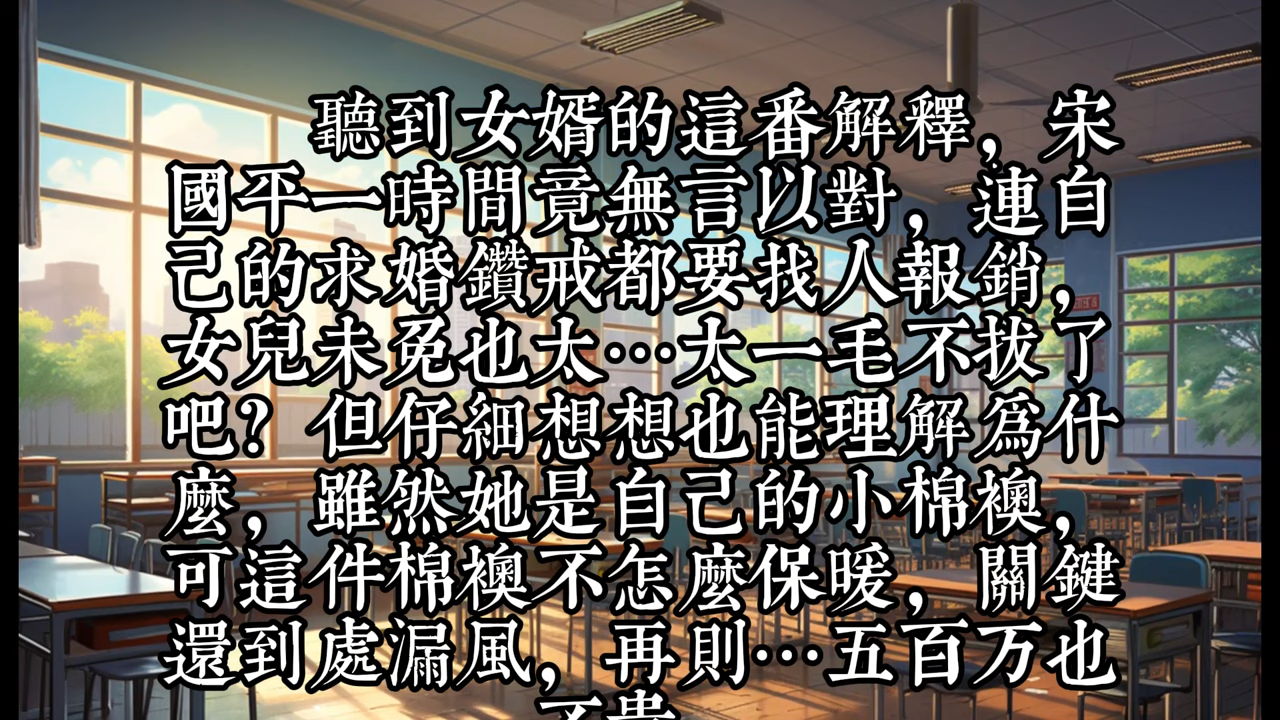 聽到女婿的這番解釋，宋
國平一時間竟無言以對，連自
己的求婚鑽戒都要找人報銷，
女兒未免也太…太一毛不拔了
吧？但仔細想想也能理解爲什
麼，雖然她是自己的小棉襖，
可這件棉襖不怎麼保暖，關鍵
還到處漏風，再則…五百万也